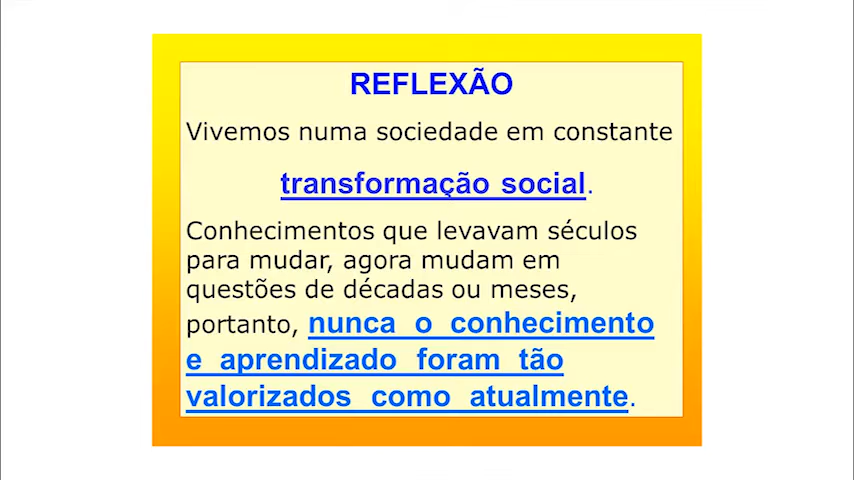 REFLEXÃO
Vivemos numa sociedade em constante
transformação social.
Conhecimentos que levavam séculos
para mudar, agora mudam em
questões de décadas ou meses,
portanto, nunca o conhecimento
e aprendizado foram tão
valorizados como atualmente.